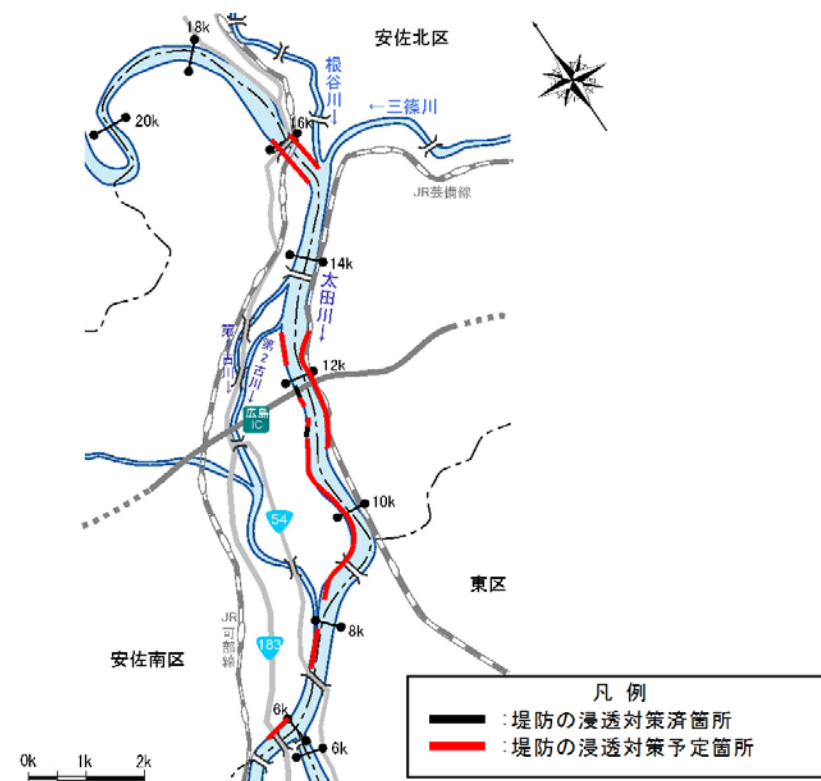 18k
安佐北区
根谷川↓
←三篠川
20k
16k
JR芸備線
14k
太田川↓
第1古川↓
第2古川↓
12k
広島
IC
10k
54
東区
8k
JR可部線
183
安佐南区
6k
6k
0k 1k 2k
凡 例
:堤防の浸透対策済箇所
:堤防の浸透対策予定箇所